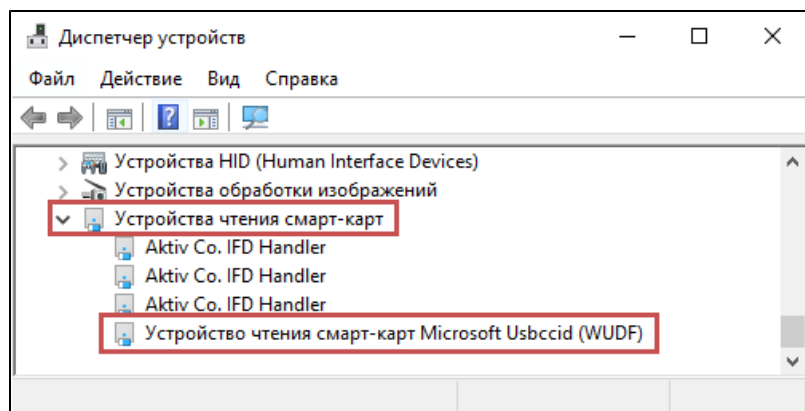 Диспетчер устройств
Файл Действие Вид Справка
Устройства HID (Human Interface Devices)
Устройства обработки изображений
Устройства чтения смарт-карт
Aktiv Co. IFD Handler
Aktiv Co. IFD Handler
Aktiv Co. IFD Handler
Устройство чтения смарт-карт Microsoft Usbccid (WUDF)